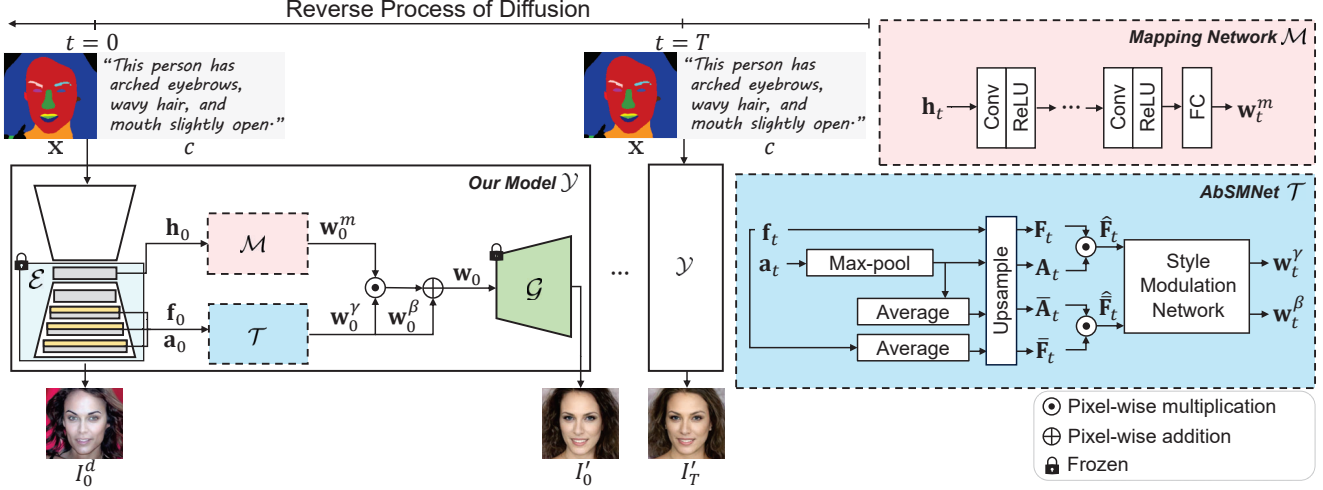 Reverse Process of Diffusion
t = 0
t = T
“This person has
arched eyebrows,
wavy hair, and
mouth slightly open.”
x
c
“This person has
arched eyebrows,
wavy hair, and
mouth slightly open.”
x
c
Mapping Network ℳ
h_t
Conv
ReLU
···
Conv
ReLU
FC
w_t^m
Our Model 𝒴
ℰ
h_0
ℳ
w_0^m
f_0
a_0
𝒯
w_0^γ
w_0^β
w_0
𝒢
...
𝒴
I_0^d
I′_0
I′_T
AbSMNet 𝒯
f_t
a_t
Max-pool
Average
Average
Upsample
F_t
A_t
A̅_t
F̅_t
F̂_t
F̅̂_t
Style
Modulation
Network
w_t^γ
w_t^β
⊙ Pixel-wise multiplication
⊕ Pixel-wise addition
Frozen